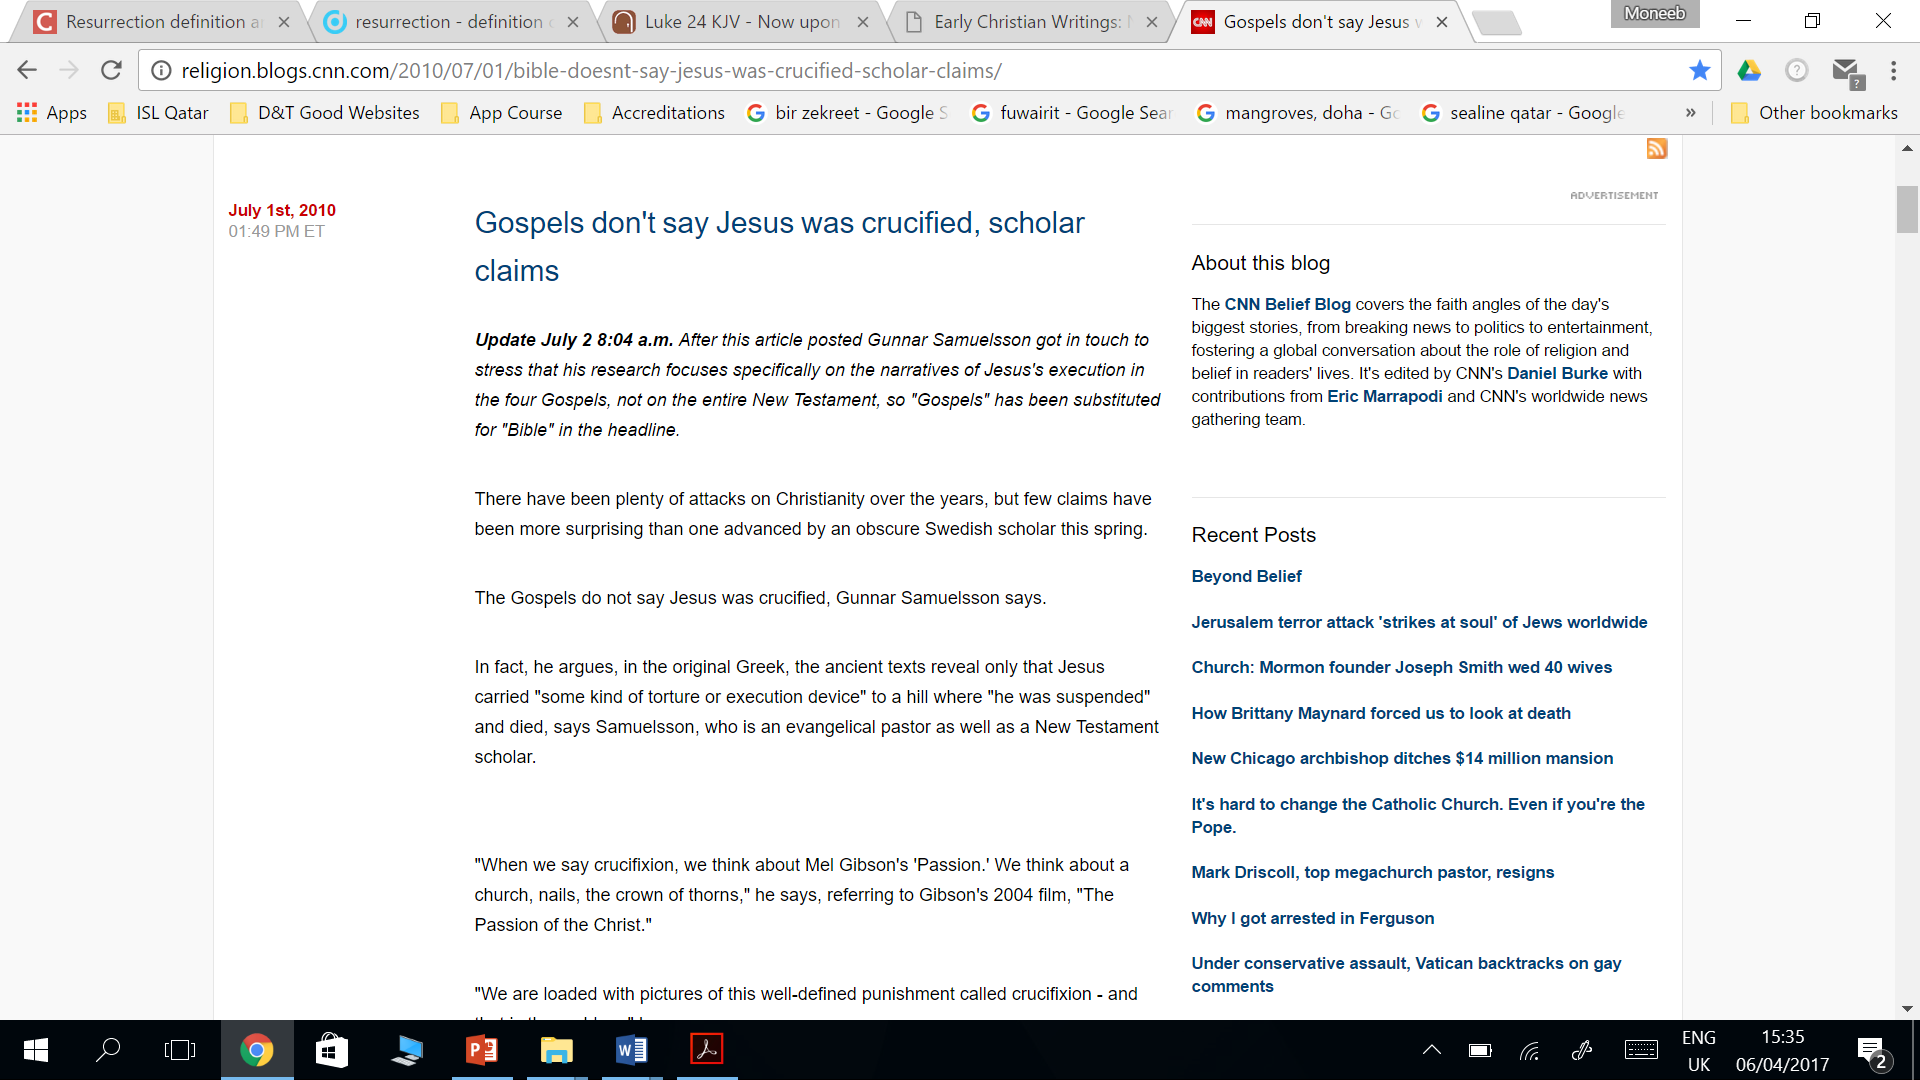 Resurrection definition a
resurrection - definition
Luke 24 KJV - Now upon
Early Christian Writings:
CNN Gospels don't say Jesus
Moneeb
religion.blogs.cnn.com/2010/07/01/bible-doesnt-say-jesus-was-crucified-scholar-claims/
Apps
ISL Qatar
D&T Good Websites
App Course
Accreditations
bir zekreet - Google S
fuwairit - Google Sear
mangroves, doha - Go
sealine qatar - Google
»
Other bookmarks
ADVERTISEMENT
July 1st, 2010
01:49 PM ET
Gospels don't say Jesus was crucified, scholar
claims
Update July 2 8:04 a.m. After this article posted Gunnar Samuelsson got in touch to
stress that his research focuses specifically on the narratives of Jesus's execution in
the four Gospels, not on the entire New Testament, so "Gospels" has been substituted
for "Bible" in the headline.
There have been plenty of attacks on Christianity over the years, but few claims have
been more surprising than one advanced by an obscure Swedish scholar this spring.
The Gospels do not say Jesus was crucified, Gunnar Samuelsson says.
In fact, he argues, in the original Greek, the ancient texts reveal only that Jesus
carried "some kind of torture or execution device" to a hill where "he was suspended"
and died, says Samuelsson, who is an evangelical pastor as well as a New Testament
scholar.
"When we say crucifixion, we think about Mel Gibson's 'Passion.' We think about a
church, nails, the crown of thorns," he says, referring to Gibson's 2004 film, "The
Passion of the Christ."
"We are loaded with pictures of this well-defined punishment called crucifixion - and
About this blog
The CNN Belief Blog covers the faith angles of the day's
biggest stories, from breaking news to politics to entertainment,
fostering a global conversation about the role of religion and
belief in readers' lives. It's edited by CNN's Daniel Burke with
contributions from Eric Marrapodi and CNN's worldwide news
gathering team.
Recent Posts
Beyond Belief
Jerusalem terror attack 'strikes at soul' of Jews worldwide
Church: Mormon founder Joseph Smith wed 40 wives
How Brittany Maynard forced us to look at death
New Chicago archbishop ditches $14 million mansion
It's hard to change the Catholic Church. Even if you're the
Pope.
Mark Driscoll, top megachurch pastor, resigns
Why I got arrested in Ferguson
Under conservative assault, Vatican backtracks on gay
comments
ENG
UK
15:35
06/04/2017
2